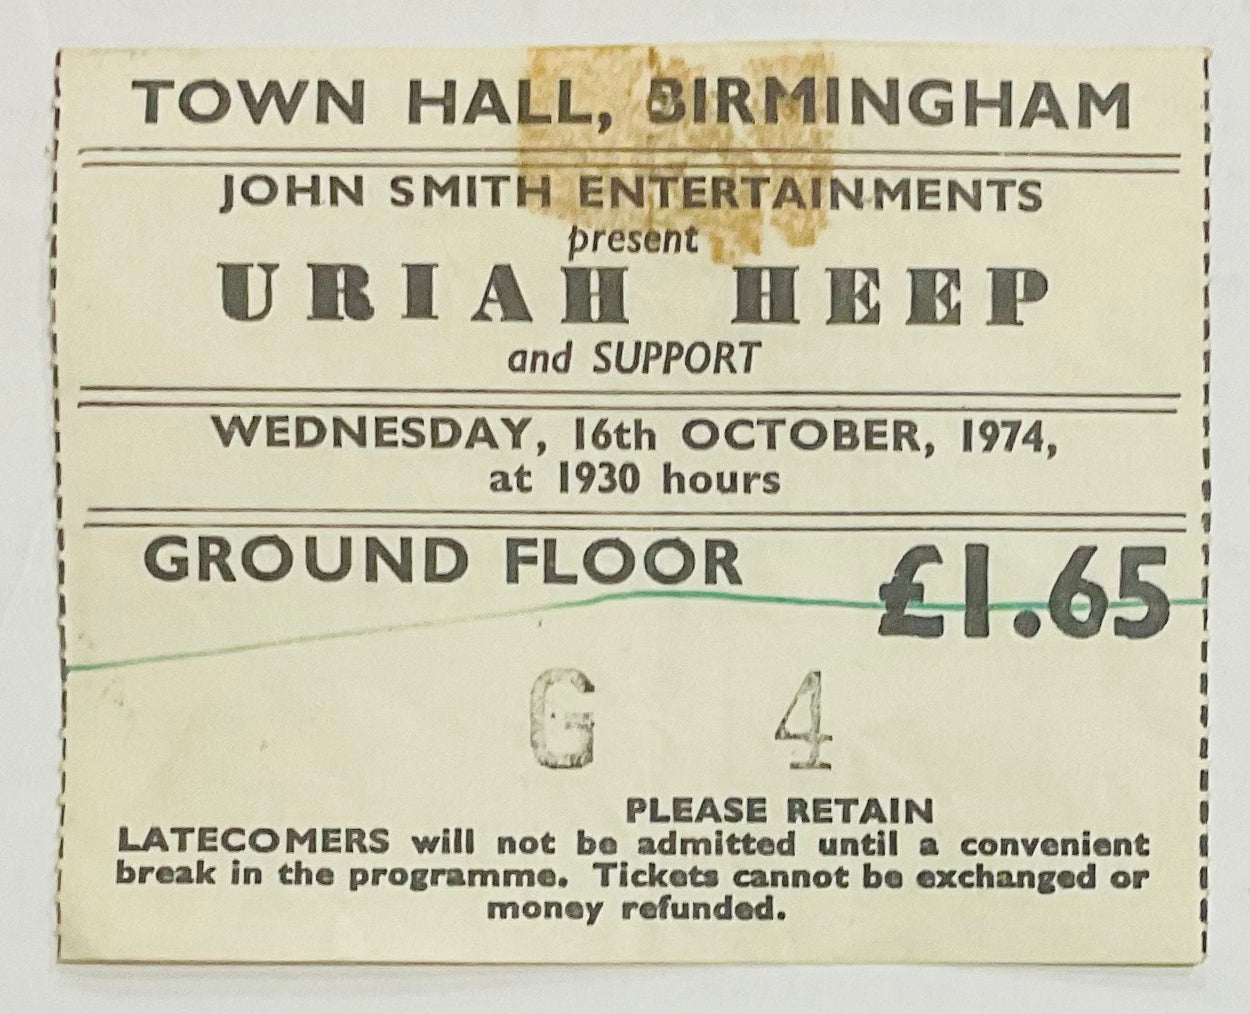 TOWN HALL, BIRMINGHAM
JOHN SMITH ENTERTAINMENTS
present
URIAH HEEP
and SUPPORT
WEDNESDAY, 16th OCTOBER, 1974,
at 1930 hours
GROUND FLOOR £1.65
G 4
PLEASE RETAIN
LATECOMERS will not be admitted until a convenient
break in the programme. Tickets cannot be exchanged or
money refunded.